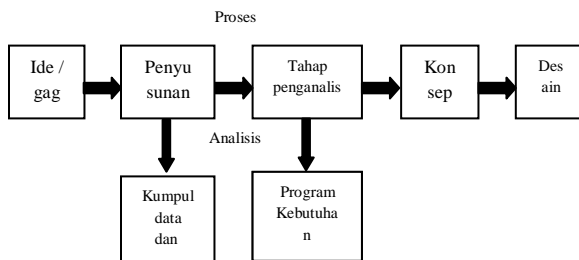 Proses
Ide /
gag
Penyu
sunan
Tahap
penganalis
Kon
sep
Des
ain
Analisis
Kumpul
data
dan
Program
Kebutuha
n